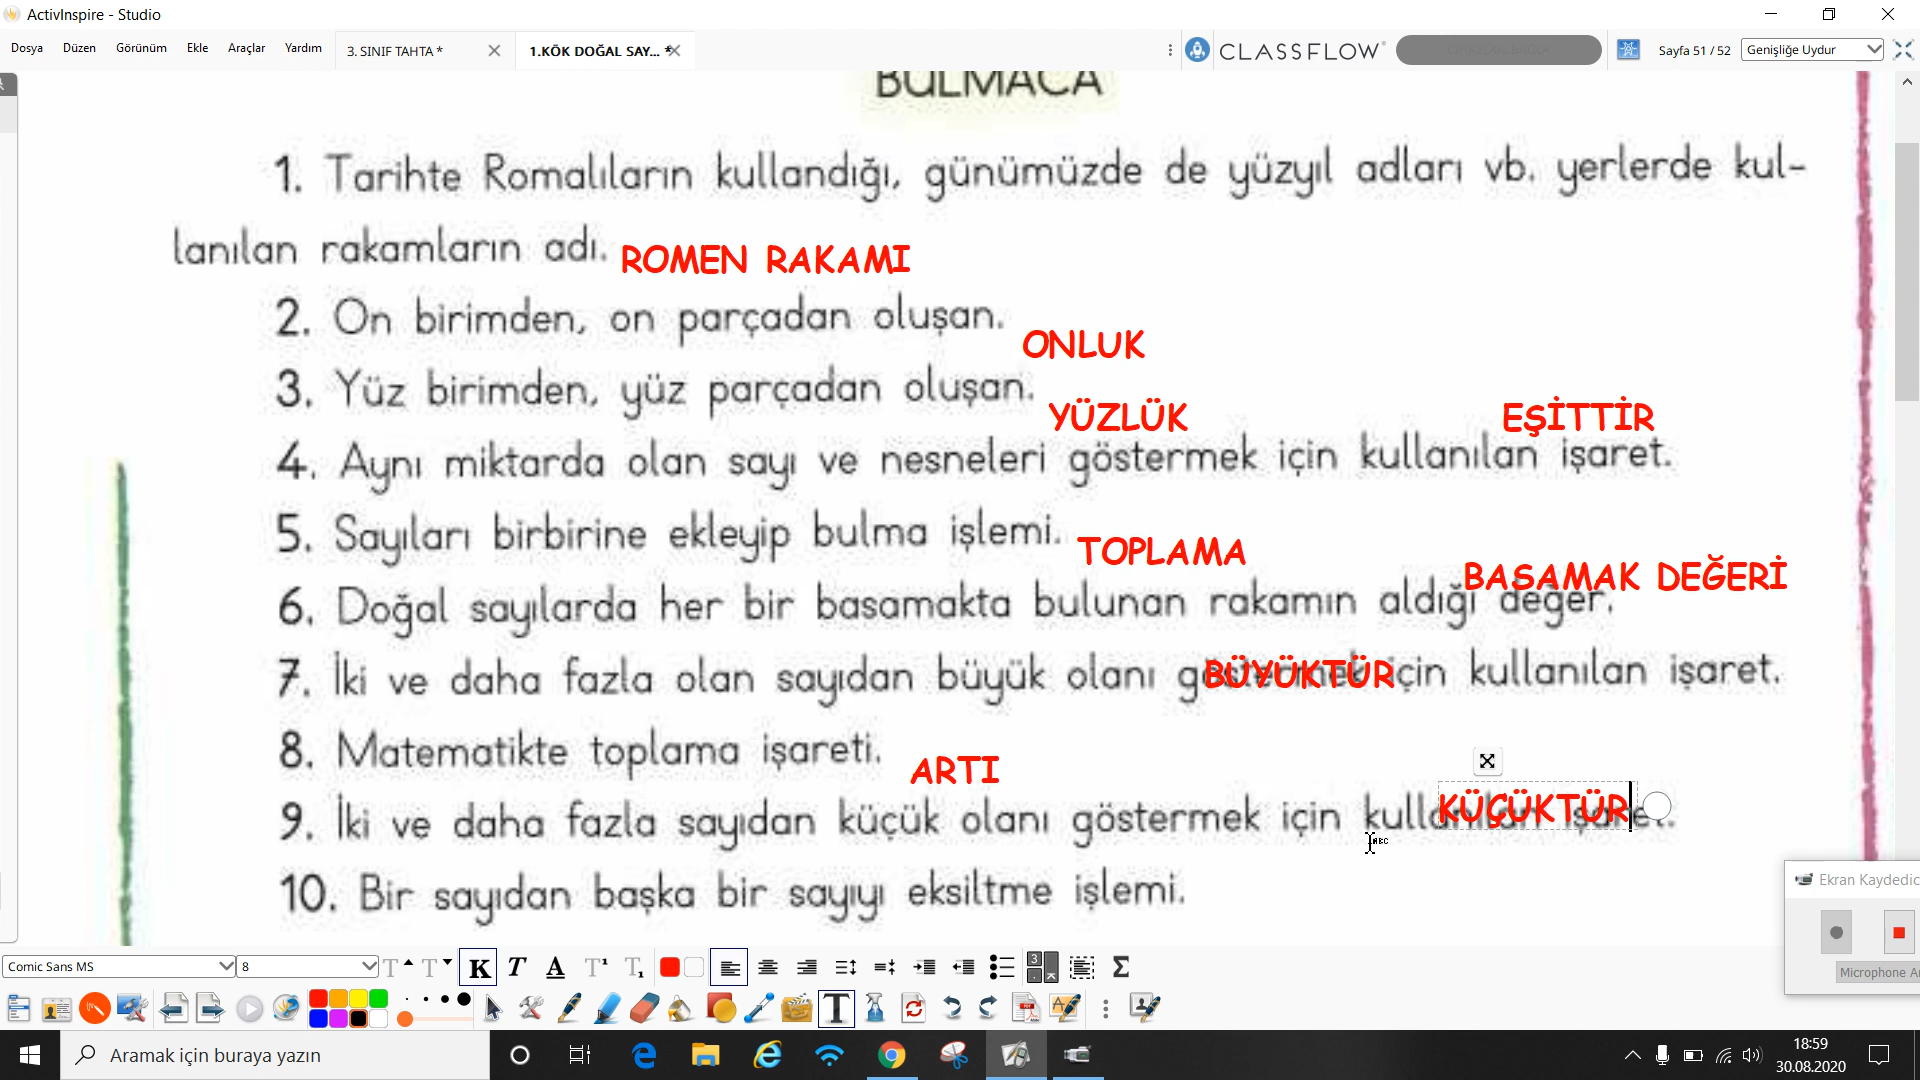 ActivInspire - Studio
Dosya Düzen Görünüm Ekle Araçlar Yardım
3. SINIF TAHTA *
1.KÖK DOĞAL SAY... *
CLASSFLOW
Sayfa 51 / 52
Genişliğe Uydur
BULMACA
1. Tarihte Romalıların kullandığı, günümüzde de yüzyıl adları vb. yerlerde kul-
lanılan rakamların adı. ROMEN RAKAMI
2. On birimden, on parçadan oluşan.
ONLUK
3. Yüz birimden, yüz parçadan oluşan.
YÜZLÜK
EŞİTTİR
4. Aynı miktarda olan sayı ve nesneleri göstermek için kullanılan işaret.
5. Sayıları birbirine ekleyip bulma işlemi.
TOPLAMA
BASAMAK DEĞERİ
6. Doğal sayılarda her bir basamakta bulunan rakamın aldığı değer.
7. İki ve daha fazla olan sayıdan büyük olanı göstermek için kullanılan işaret.
BÜYÜKTÜR
8. Matematikte toplama işareti.
ARTI
9. İki ve daha fazla sayıdan küçük olanı göstermek için kullanılan işaret.
KÜÇÜKTÜR
10. Bir sayıdan başka bir sayıyı eksiltme işlemi.
Ekran Kaydedic
Microphone A
Comic Sans MS
8
Aramak için buraya yazın
18:59
30.08.2020